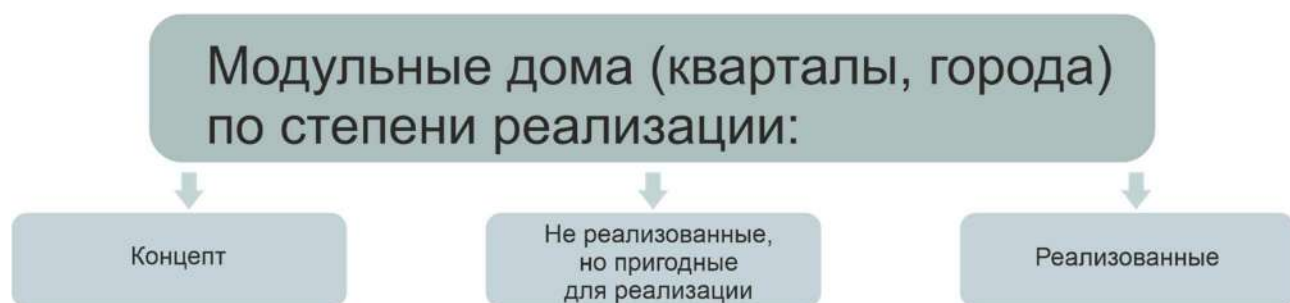 Модульные дома (кварталы, города)
по степени реализации:
Концепт
Не реализованные,
но пригодные
для реализации
Реализованные